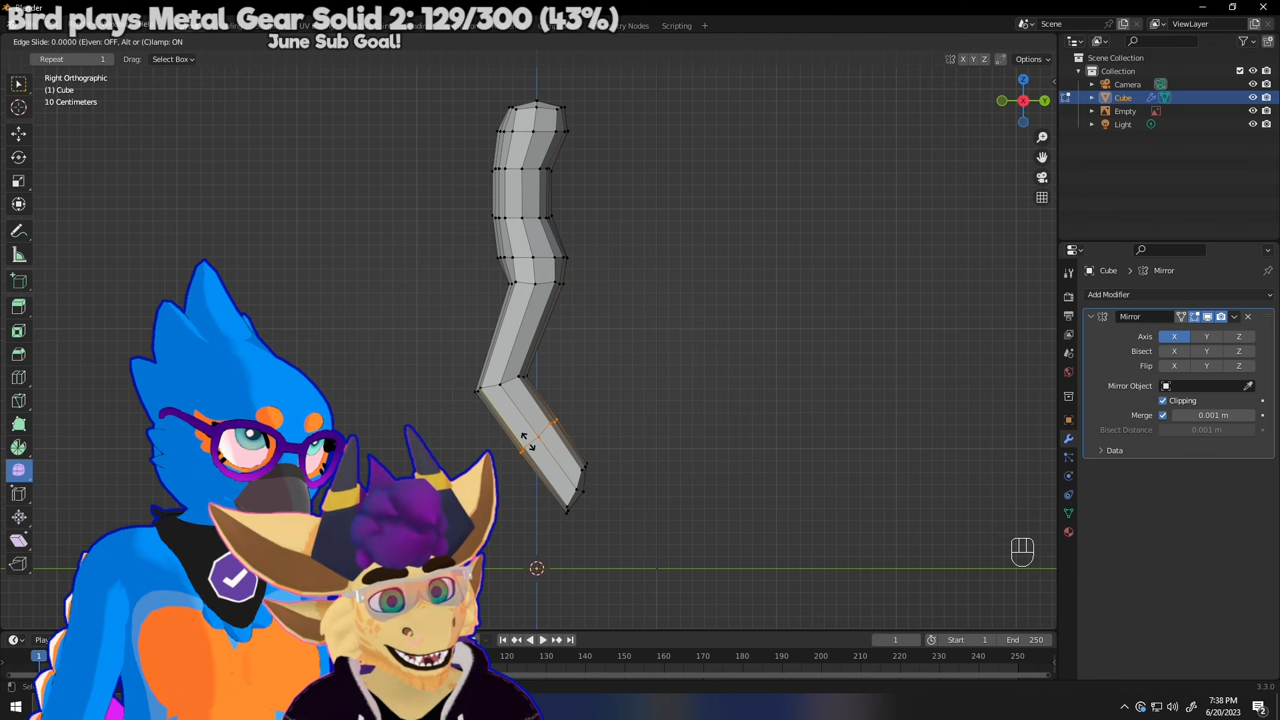 Blender
Bird plays Metal Gear Solid 2: 129/300 (43%)
June Sub Goal!
Scripting
+
Scene
ViewLayer
Edge Slide: 0.0000 (E)ven: OFF, Alt or (C)lamp: ON
Repeat 1 Drag: Select Box
X Y Z Options
Right Orthographic
(1) Cube
10 Centimeters
Z
X
Y
Scene Collection
Collection
Camera
Cube
Empty
Light
Cube > Mirror
Add Modifier
Mirror
Axis X Y Z
Bisect X Y Z
Flip X Y Z
Mirror Object
Clipping
Merge 0.001 m
Bisect Distance 0.001 m
Data
1 Start 1 End 250
1 120 130 140 150 160 170 180 190 200 210 220 230 240 250
3.3.0
7:38 PM
6/20/2023
2